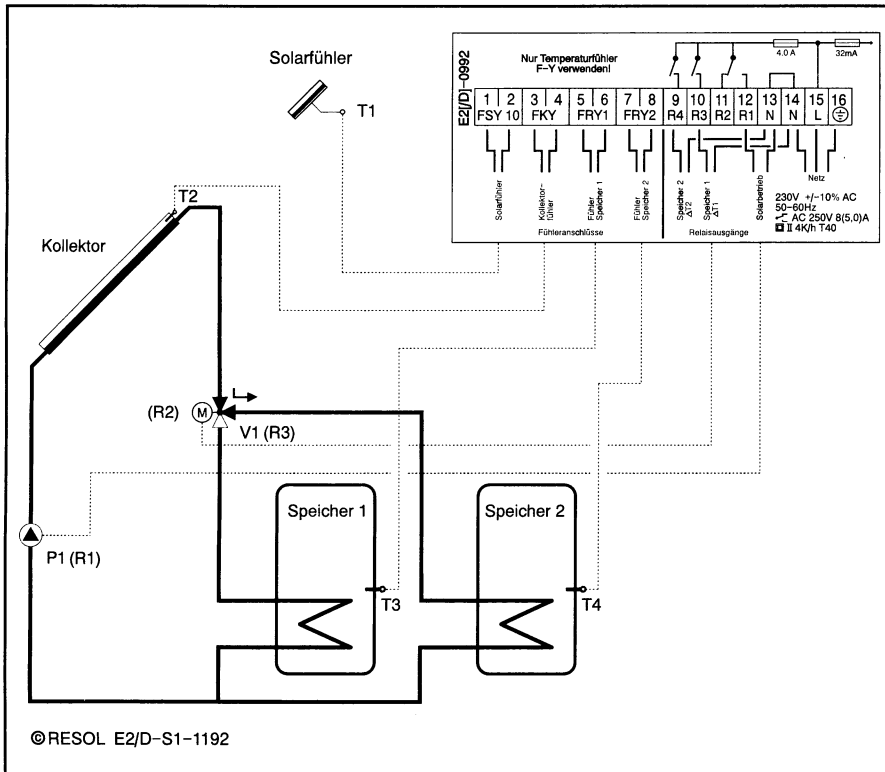 Solarfühler
T1
T2
Kollektor
(R2)
M
V1 (R3)
P1 (R1)
Speicher 1
Speicher 2
T3
T4
E2[/D]-0992
Nur Temperaturfühler
F-Y verwenden!
4.0 A
32mA
1 2 3 4 5 6 7 8 9 10 11 12 13 14 15 16
FSY 10 FKY FRY1 FRY2 R4 R3 R2 R1 N N L
Solarfühler
Kollektor-
fühler
Fühler
Speicher 1
Fühler
Speicher 2
Speicher 2
ΔT2
Speicher 1
ΔT1
Solarbetrieb
Netz
Fühleranschlüsse
Relaisausgänge
230V +/-10% AC
50-60Hz
AC 250V 8(5,0)A
II 4K/h T40
©RESOL E2/D-S1-1192